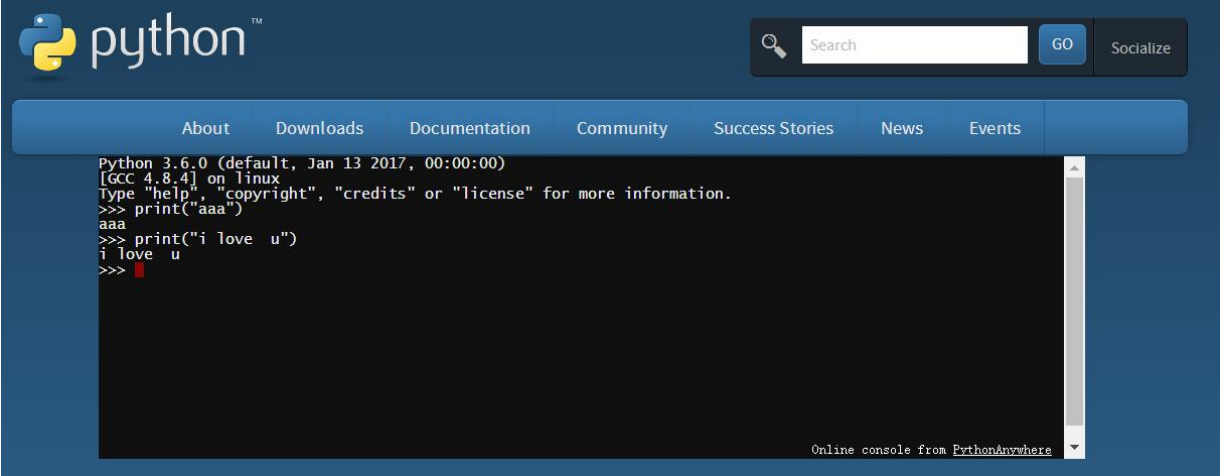 python™
Search
GO
Socialize
About Downloads Documentation Community Success Stories News Events
Python 3.6.0 (default, Jan 13 2017, 00:00:00)
[GCC 4.8.4] on linux
Type "help", "copyright", "credits" or "license" for more information.
>>> print("aaa")
aaa
>>> print("i love  u")
i love  u
>>>
Online console from PythonAnywhere